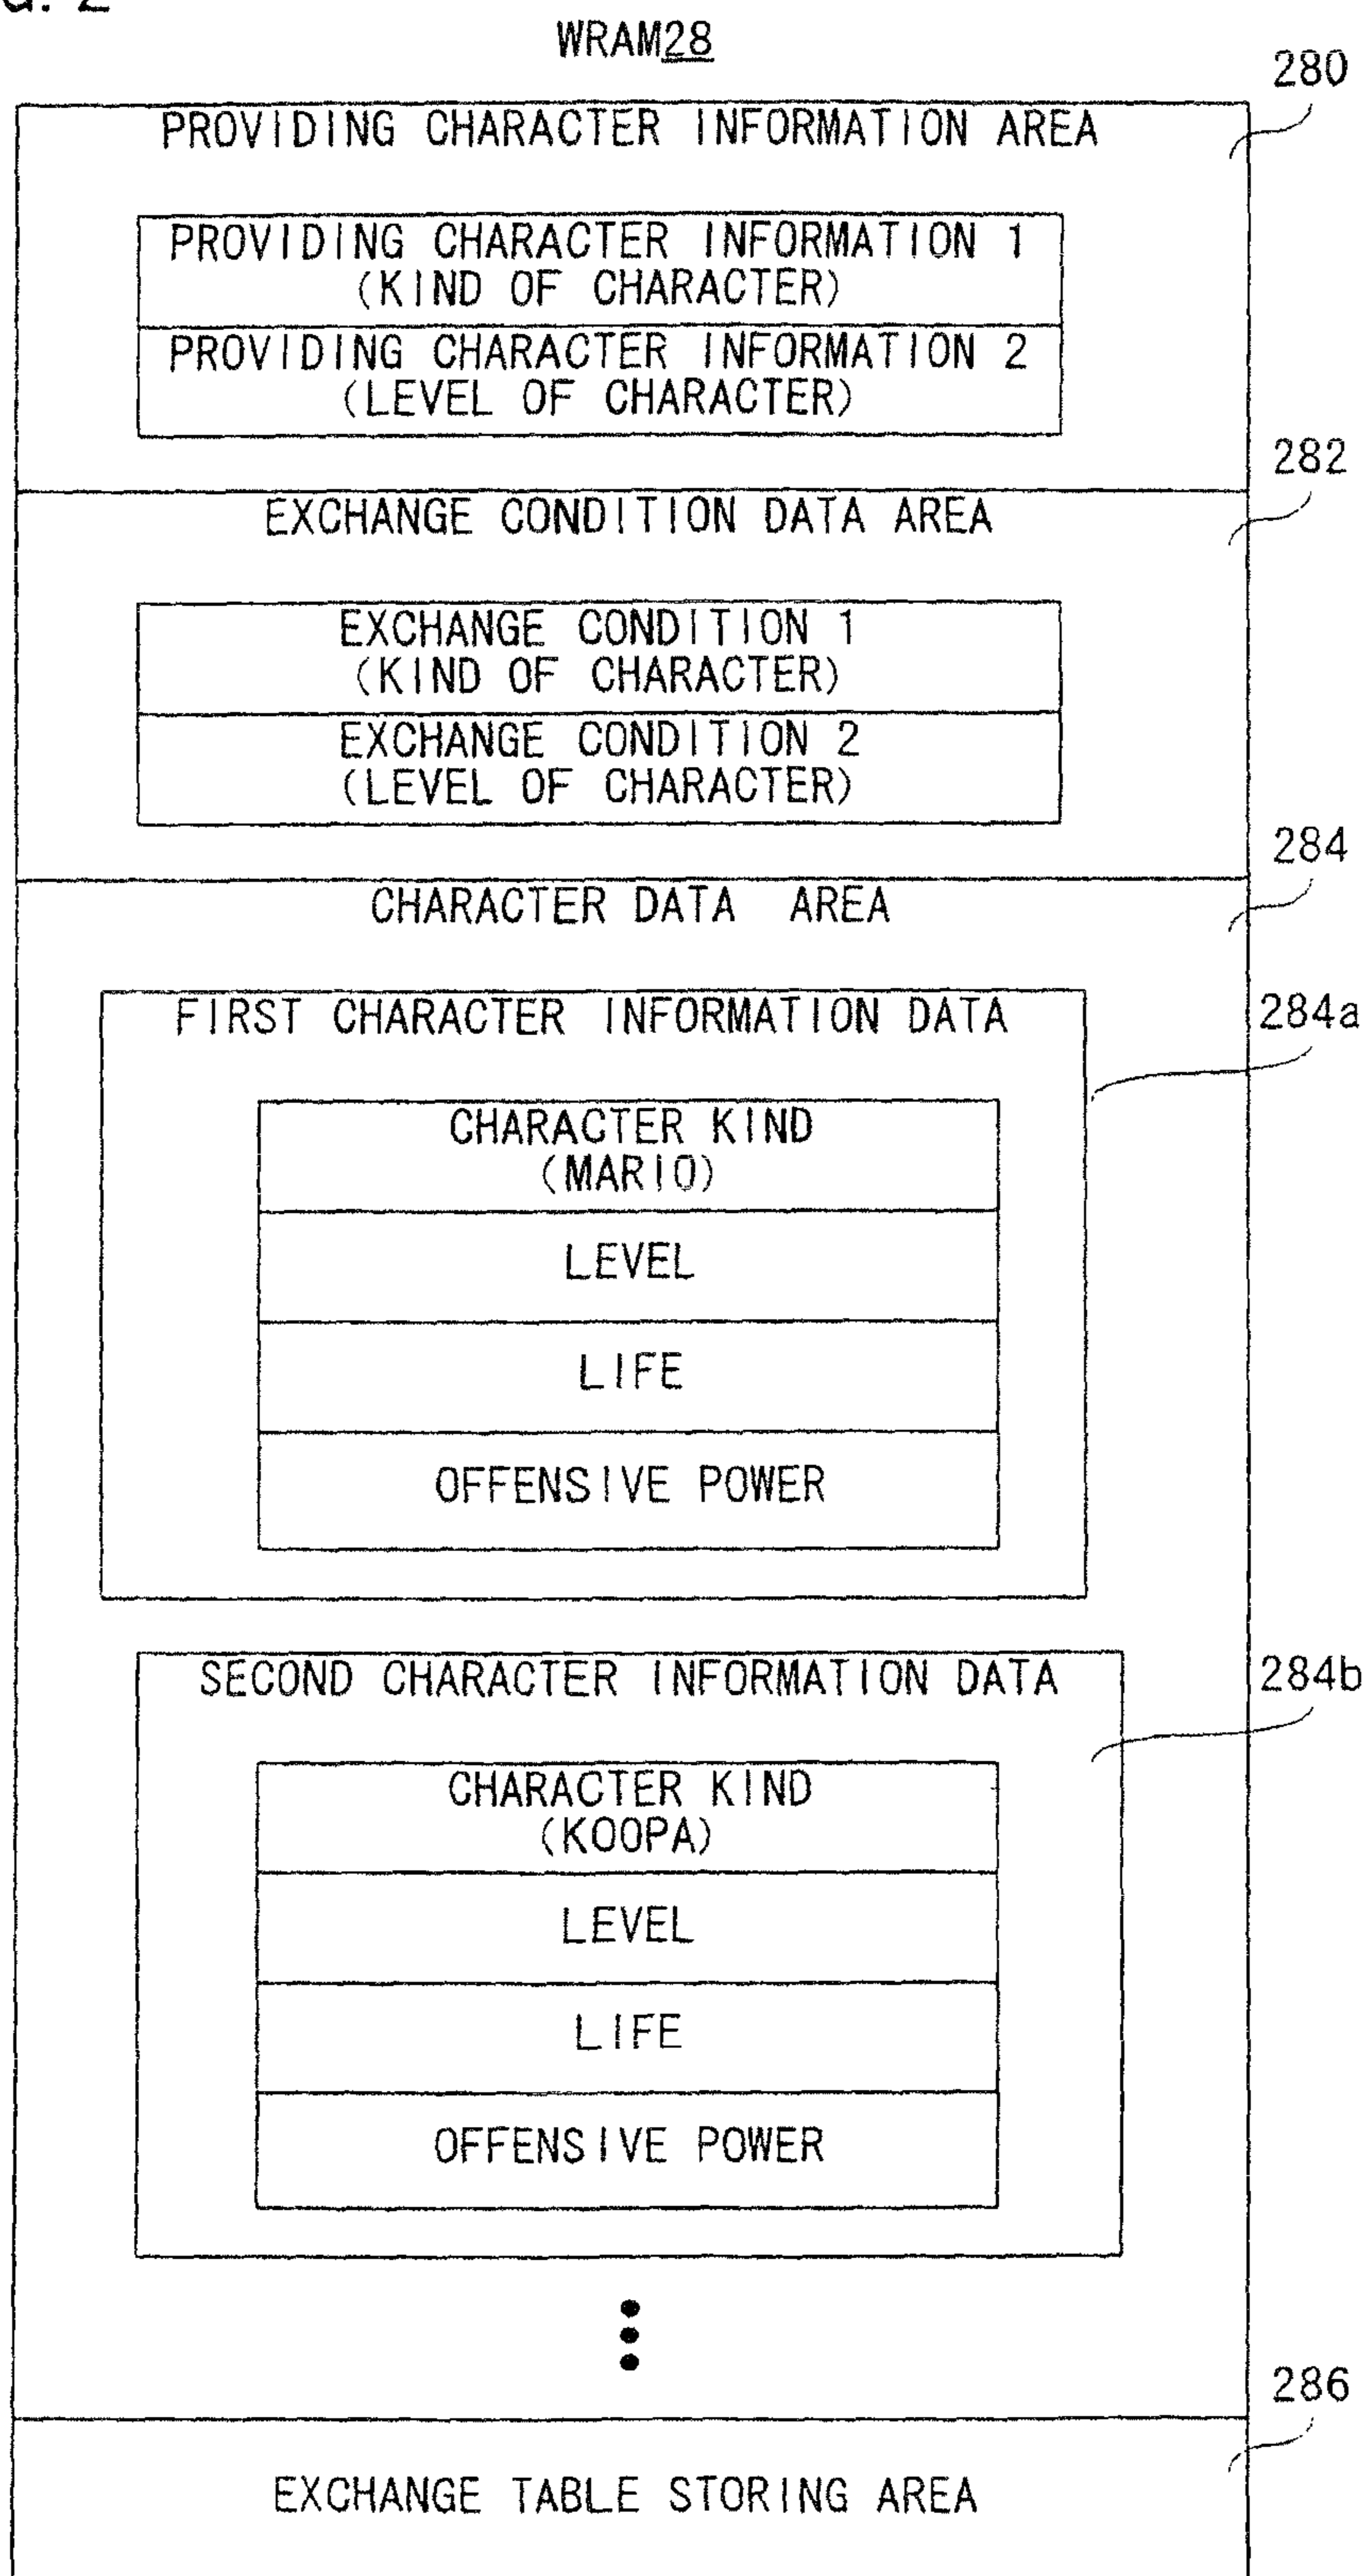 G. 2
WRAM28
280
PROVIDING CHARACTER INFORMATION AREA
PROVIDING CHARACTER INFORMATION 1
(KIND OF CHARACTER)
PROVIDING CHARACTER INFORMATION 2
(LEVEL OF CHARACTER)
282
EXCHANGE CONDITION DATA AREA
EXCHANGE CONDITION 1
(KIND OF CHARACTER)
EXCHANGE CONDITION 2
(LEVEL OF CHARACTER)
284
CHARACTER DATA AREA
284a
FIRST CHARACTER INFORMATION DATA
CHARACTER KIND
(MARIO)
LEVEL
LIFE
OFFENSIVE POWER
284b
SECOND CHARACTER INFORMATION DATA
CHARACTER KIND
(KOOPA)
LEVEL
LIFE
OFFENSIVE POWER
286
EXCHANGE TABLE STORING AREA